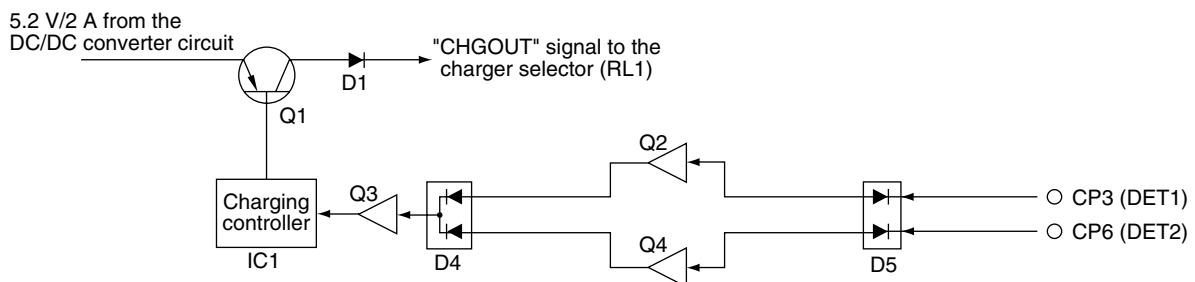 5.2 V/2 A from the
DC/DC converter circuit
"CHGOUT" signal to the
charger selector (RL1)
D1
Q1
Q2
Q3
Charging
controller
IC1
D4
Q4
D5
CP3 (DET1)
CP6 (DET2)